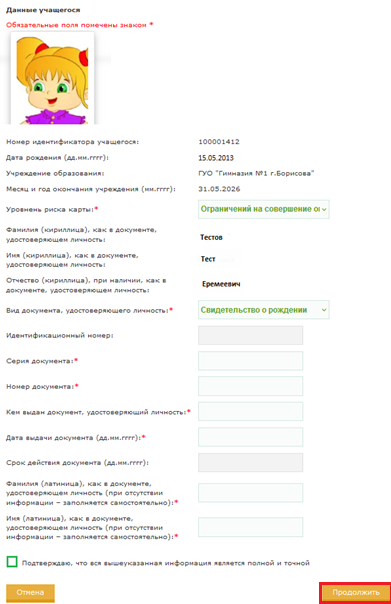 Данные учащегося
Обязательные поля помечены знаком *
Номер идентификатора учащегося: 100001412
Дата рождения (дд.мм.гггг): 15.05.2013
Учреждение образования: ГУО "Гимназия №1 г.Борисова"
Месяц и год окончания учреждения (мм.гггг): 31.05.2026
Уровнень риска карты:* Ограничений на совершение оп
Фамилия (кириллица), как в документе,
удостоверяющем личность: Тестов
Имя (кириллица), как в документе,
удостоверяющем личность: Тест
Отчество (кириллица), при наличии, как в
документе, удостоверяющем личность: Еремеевич
Вид документа, удостоверяющего личность:* Свидетельство о рождении
Идентификационный номер:
Серия документа:*
Номер документа:*
Кем выдан документ, удостоверяющий личность:*
Дата выдачи документа (дд.мм.гггг):*
Срок действия документа (дд.мм.гггг):
Фамилия (латиница), как в документе,
удостоверяющем личность (при отсутствии
информации – заполняется самостоятельно):*
Имя (латиница), как в документе,
удостоверяющем личность (при отсутствии
информации – заполняется самостоятельно):*
Подтверждаю, что вся вышеуказанная информация является полной и точной
Отмена Продолжить